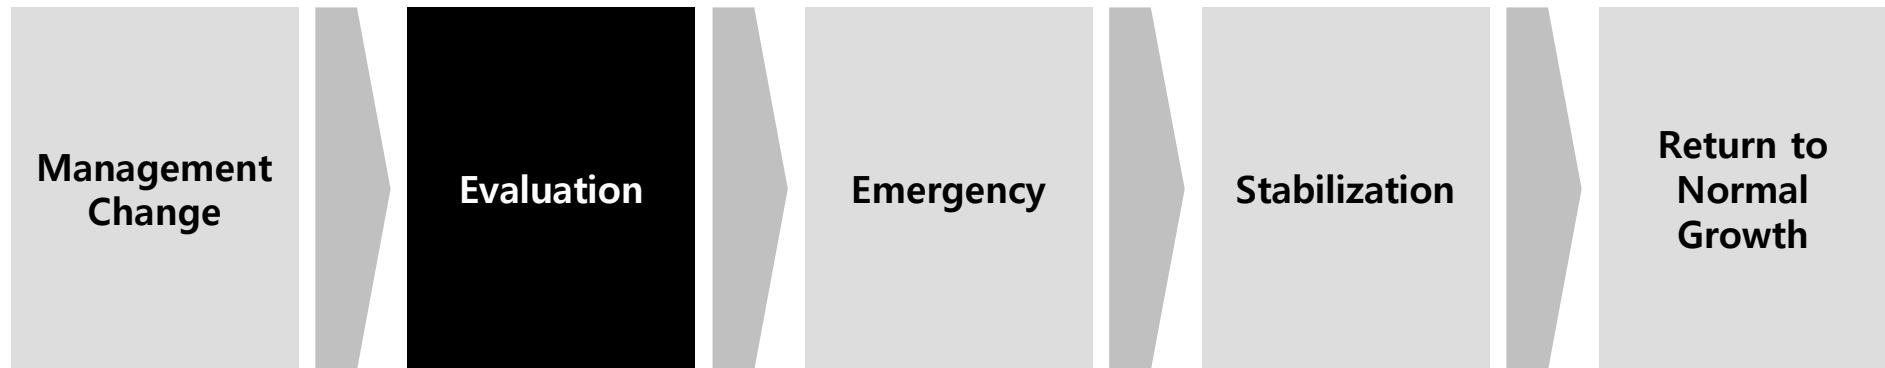 Management
Change
Evaluation
Emergency
Stabilization
Return to
Normal
Growth